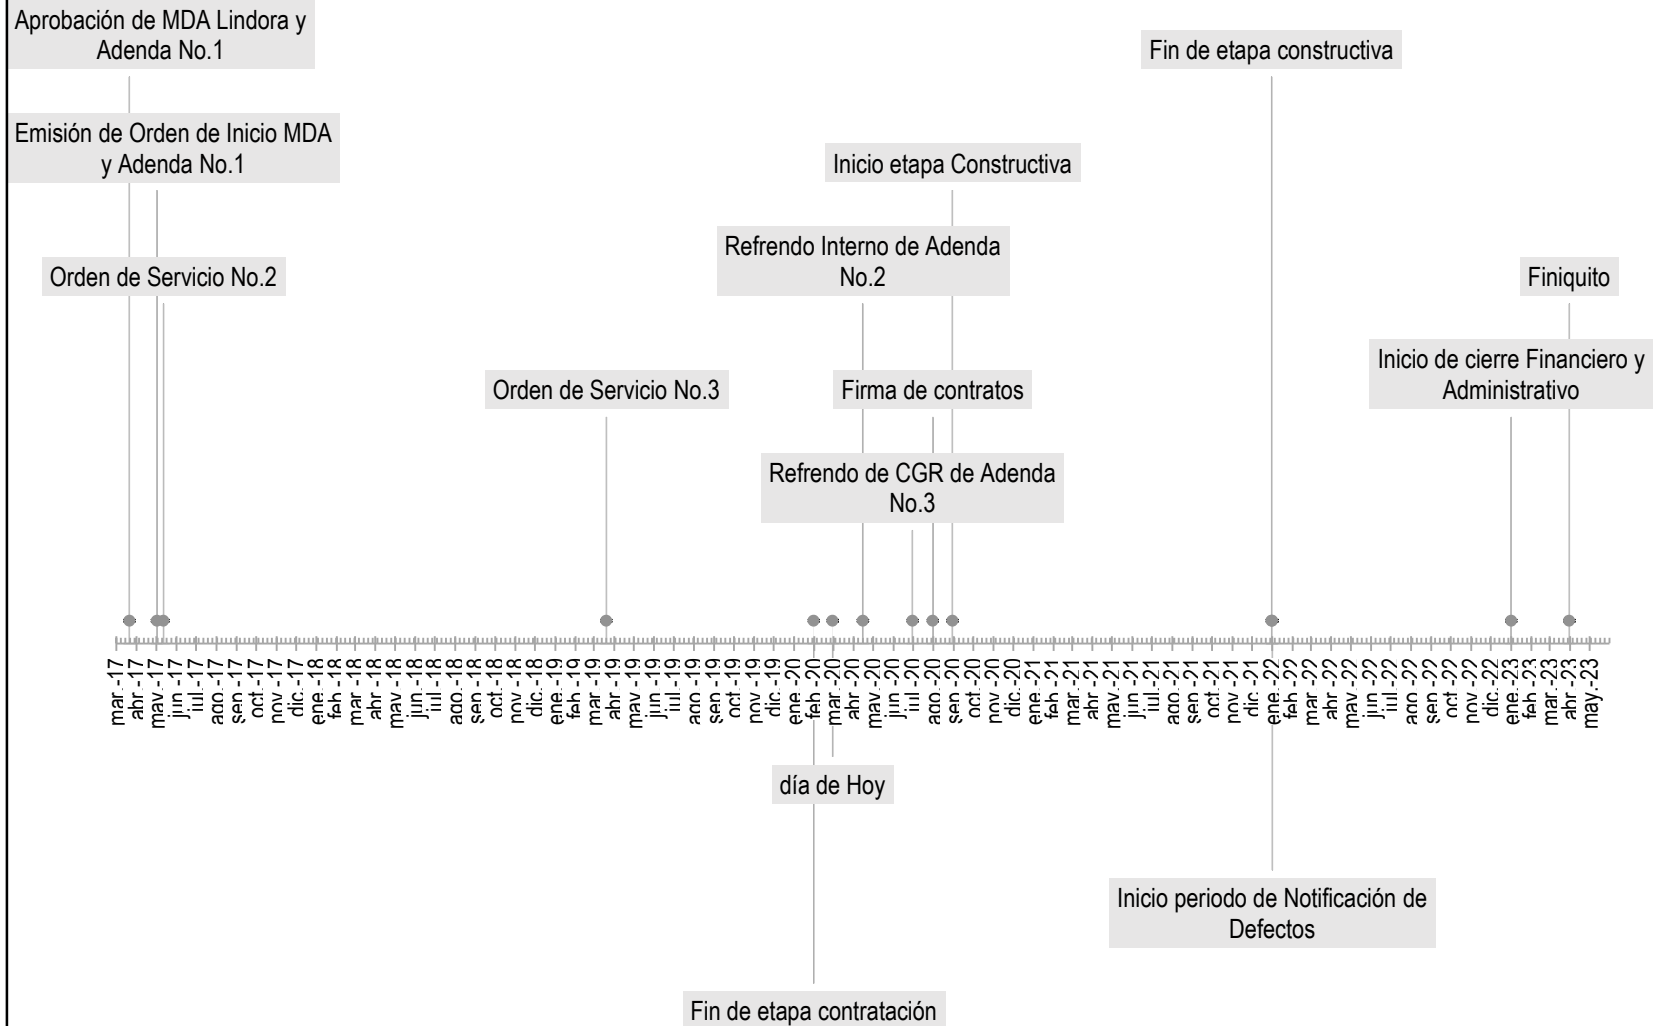 Aprobación de MDA Lindora y
Adenda No.1
Fin de etapa constructiva
Emisión de Orden de Inicio MDA
y Adenda No.1
Inicio etapa Constructiva
Refrendo Interno de Adenda
No.2
Orden de Servicio No.2
Finiquito
Inicio de cierre Financiero y
Administrativo
Orden de Servicio No.3
Firma de contratos
Refrendo de CGR de Adenda
No.3
mar.-17
abr.-17
may.-17
jun.-17
jul.-17
ago.-17
sep.-17
oct.-17
nov.-17
dic.-17
ene.-18
feb.-18
mar.-18
abr.-18
may.-18
jun.-18
jul.-18
ago.-18
sep.-18
oct.-18
nov.-18
dic.-18
ene.-19
feb.-19
mar.-19
abr.-19
may.-19
jun.-19
jul.-19
ago.-19
sep.-19
oct.-19
nov.-19
dic.-19
ene.-20
feb.-20
mar.-20
abr.-20
may.-20
jun.-20
jul.-20
ago.-20
sep.-20
oct.-20
nov.-20
dic.-20
ene.-21
feb.-21
mar.-21
abr.-21
may.-21
jun.-21
jul.-21
ago.-21
sep.-21
oct.-21
nov.-21
dic.-21
ene.-22
feb.-22
mar.-22
abr.-22
may.-22
jun.-22
jul.-22
ago.-22
sep.-22
oct.-22
nov.-22
dic.-22
ene.-23
feb.-23
mar.-23
abr.-23
may.-23
día de Hoy
Inicio periodo de Notificación de
Defectos
Fin de etapa contratación